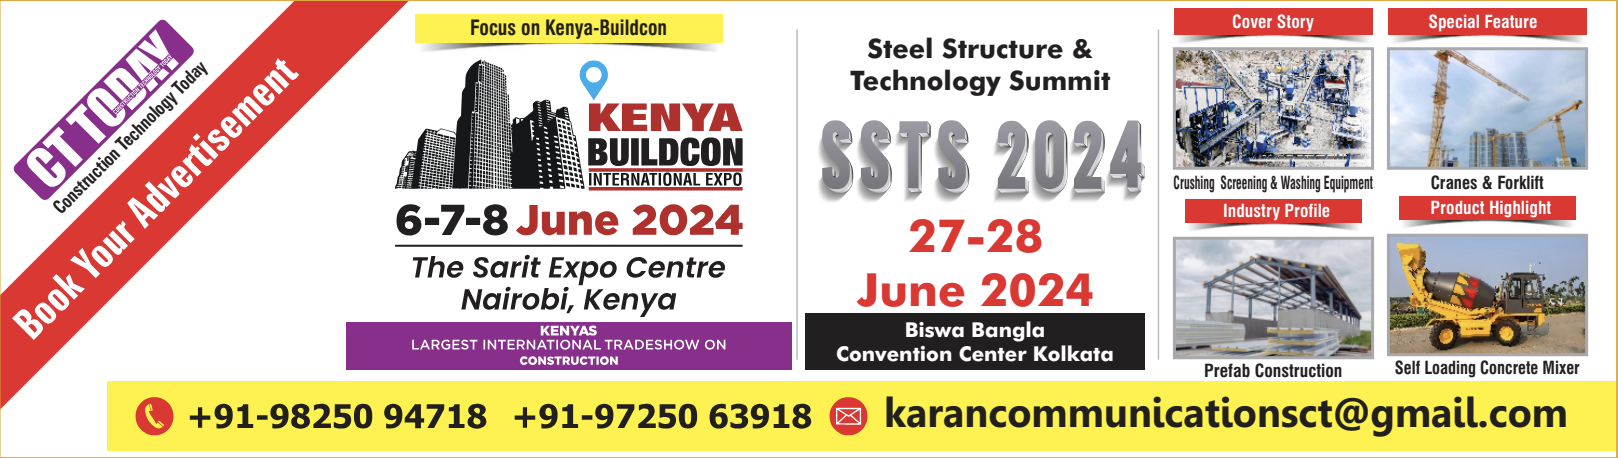 CT TODAY
CONSTRUCTION TECHNOLOGY TODAY
Construction Technology Today
Book Your Advertisement
Focus on Kenya-Buildcon
KENYA
BUILDCON
INTERNATIONAL EXPO
6-7-8 June 2024
The Sarit Expo Centre
Nairobi, Kenya
KENYAS
LARGEST INTERNATIONAL TRADESHOW ON
CONSTRUCTION
Steel Structure &
Technology Summit
SSTS 2024
27-28
June 2024
Biswa Bangla
Convention Center Kolkata
Cover Story
Crushing Screening & Washing Equipment
Special Feature
Cranes & Forklift
Industry Profile
Prefab Construction
Product Highlight
Self Loading Concrete Mixer
+91-98250 94718 +91-97250 63918 karancommunicationsct@gmail.com